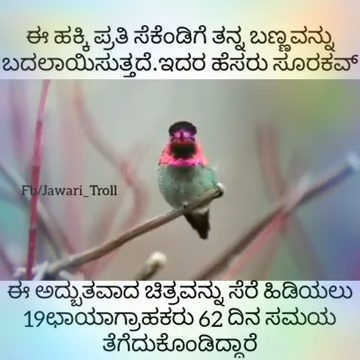 ಈ ಹಕ್ಕಿ ಪ್ರತಿ ಸೆಕೆಂಡಿಗೆ ತನ್ನ ಬಣ್ಣವನ್ನು
ಬದಲಾಯಿಸುತ್ತದೆ.ಇದರ ಹೆಸರು ಸೂರಕವ್
Fb/Jawari_Troll
ಈ ಅದ್ಭುತವಾದ ಚಿತ್ರವನ್ನು ಸೆರೆ ಹಿಡಿಯಲು
19ಛಾಯಾಗ್ರಾಹಕರು 62 ದಿನ ಸಮಯ
ತೆಗೆದುಕೊಂಡಿದ್ದಾರೆ